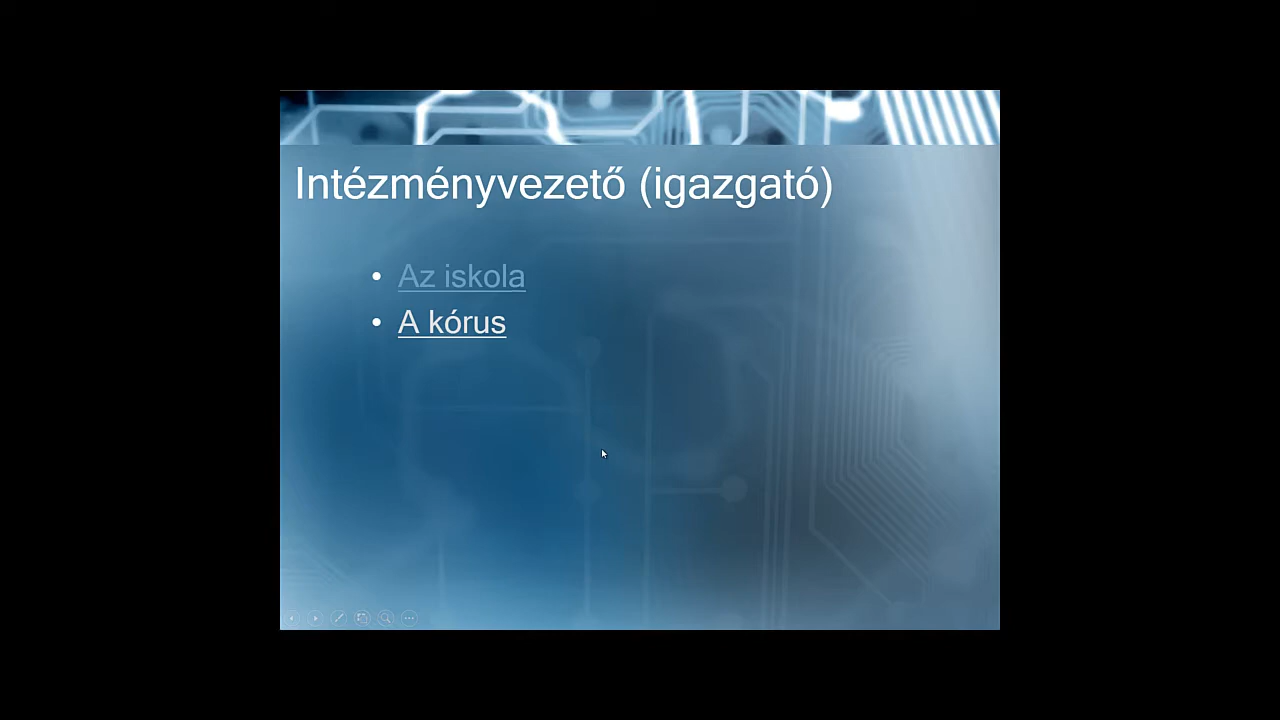 Intézményvezető (igazgató)
• Az iskola
• A kórus